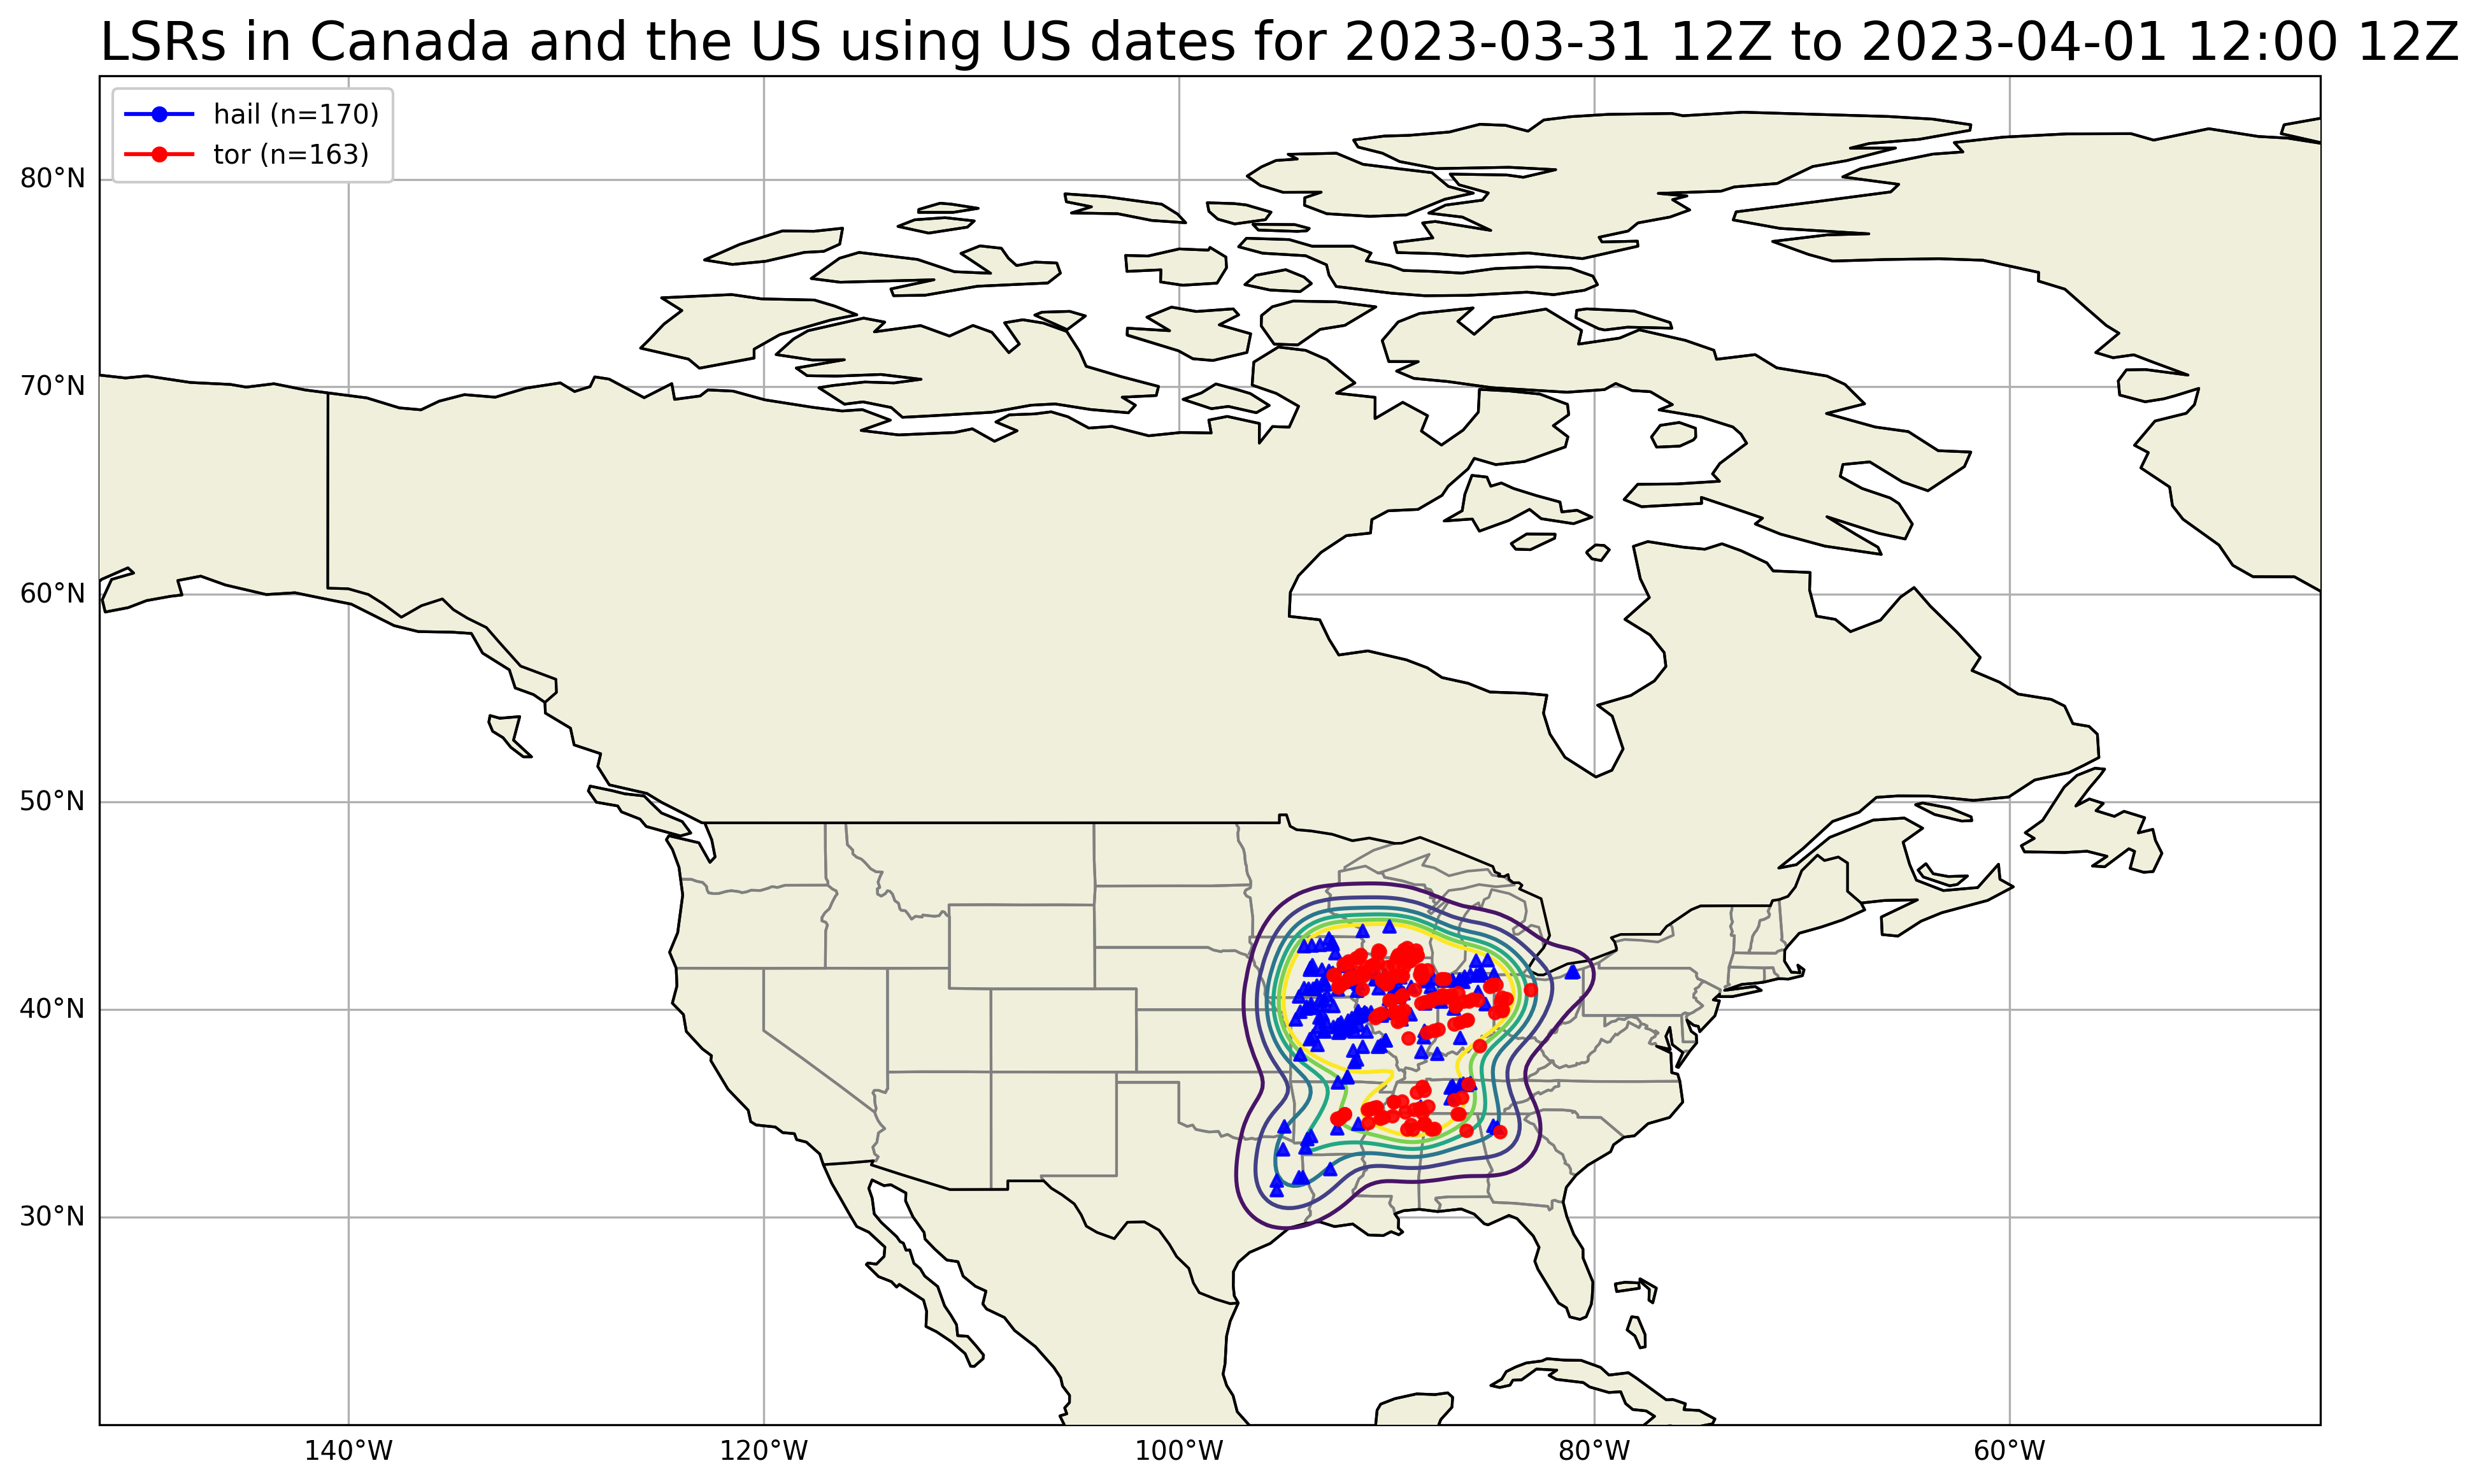 LSRs in Canada and the US using US dates for 2023-03-31 12Z to 2023-04-01 12:00 12Z
hail (n=170)
tor (n=163)
80°N
70°N
60°N
50°N
40°N
30°N
140°W
120°W
100°W
80°W
60°W